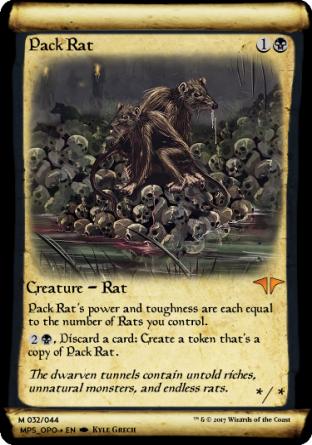 Pack Rat 1
Creature – Rat
Pack Rat's power and toughness are each equal
to the number of Rats you control.
2, Discard a card: Create a token that's a
copy of Pack Rat.
The dwarven tunnels contain untold riches,
unnatural monsters, and endless rats.
*/*
M 032/044
MPS_OPO • EN Kyle Grech
™ & © 2017 Wizards of the Coast